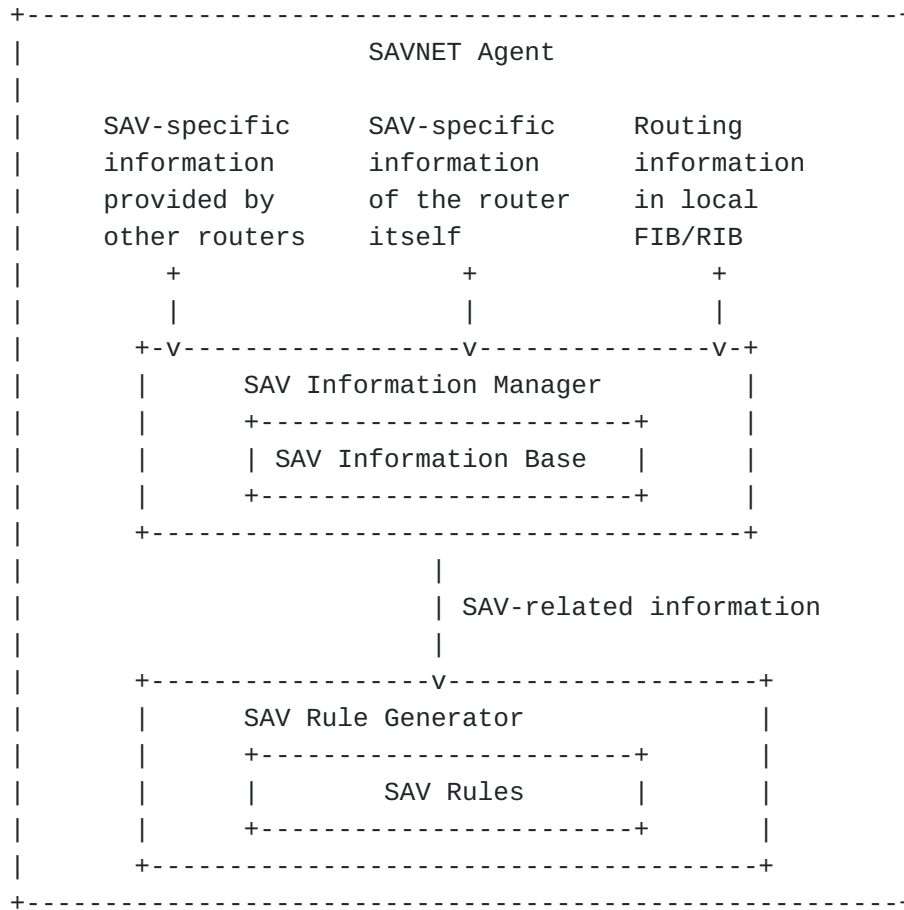 +---------------------------------------------------------
|                      SAVNET Agent
|
|     SAV-specific     SAV-specific     Routing
|     information      information      information
|     provided by      of the router    in local
|     other routers    itself           FIB/RIB
|         +                  +               +
|         |                  |               |
|       +-v------------------v---------------v-+
|       |      SAV Information Manager         |
|       |      +------------------------+      |
|       |      | SAV Information Base   |      |
|       |      +------------------------+      |
|       +--------------------------------------+
|                          |
|                          | SAV-related information
|                          |
|       +------------------v--------------------+
|       |      SAV Rule Generator               |
|       |      +------------------------+       |
|       |      |        SAV Rules       |       |
|       |      +------------------------+       |
|       +---------------------------------------+
+---------------------------------------------------------